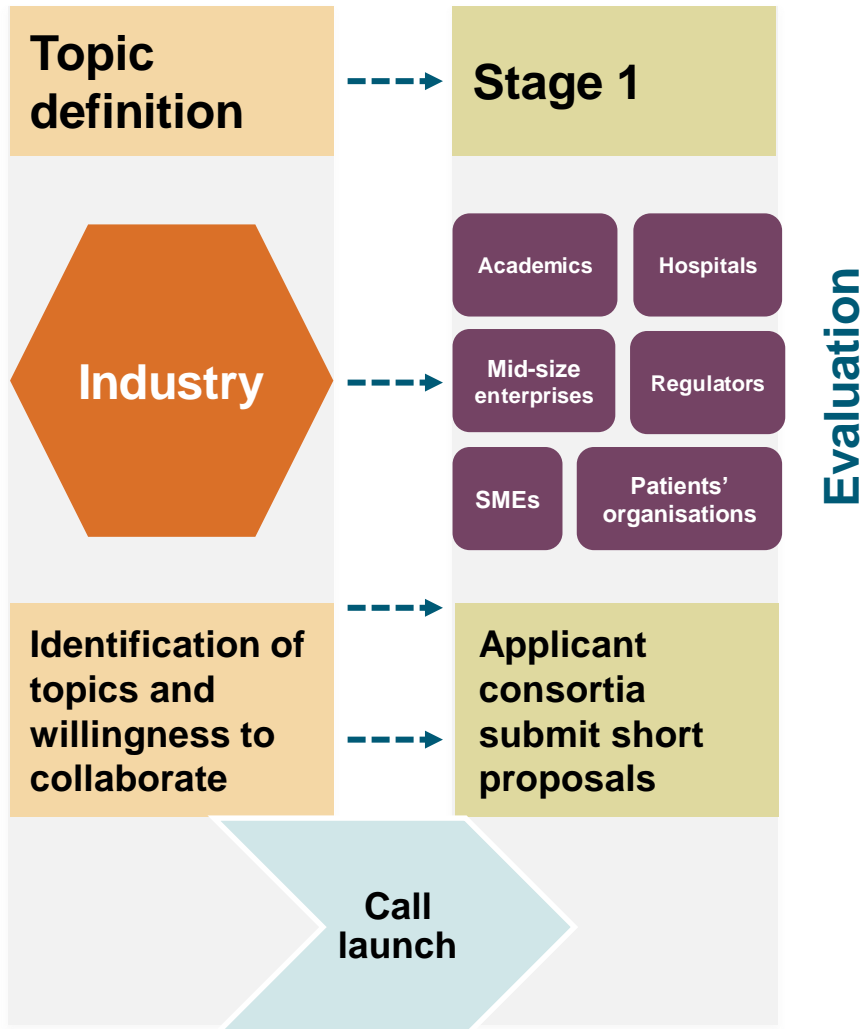 Topic
definition
Stage 1
Industry
Academics
Hospitals
Mid-size
enterprises
Regulators
SMEs
Patients’
organisations
Evaluation
Identification of
topics and
willingness to
collaborate
Applicant
consortia
submit short
proposals
Call
launch